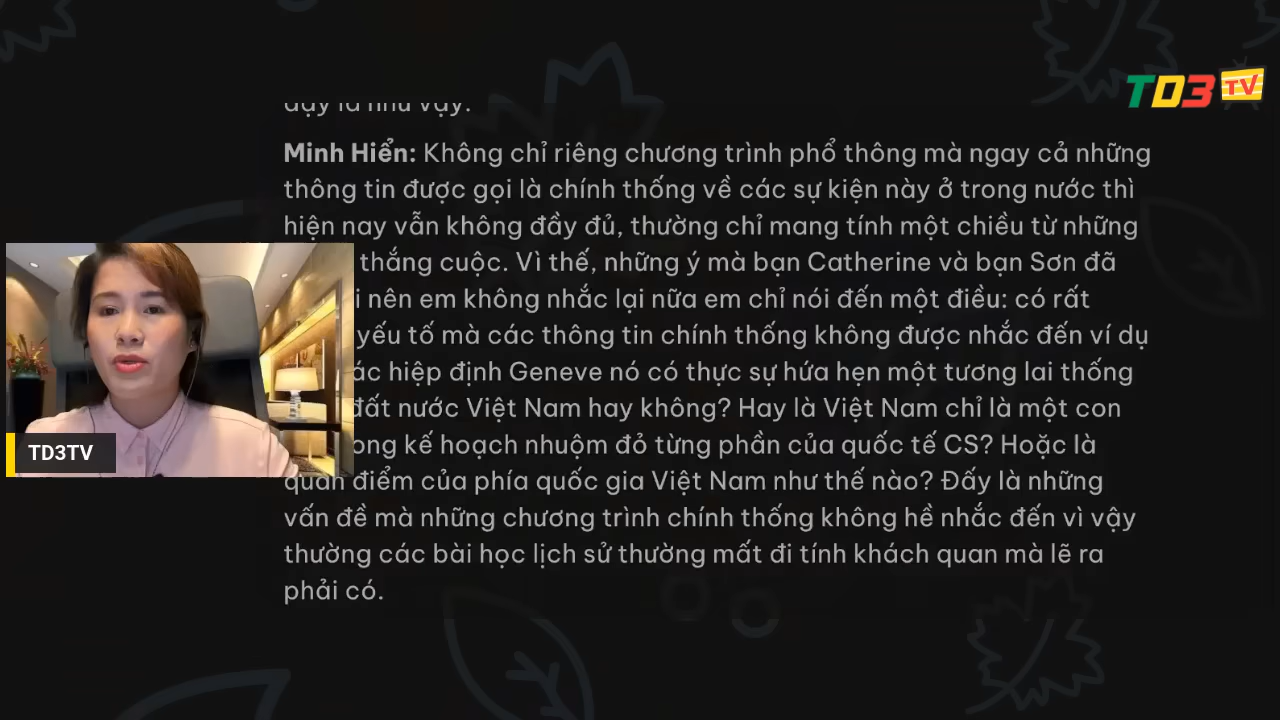 TD3 TV
Minh Hiển: Không chỉ riêng chương trình phổ thông mà ngay cả những
thông tin được gọi là chính thống về các sự kiện này ở trong nước thì
hiện nay vẫn không đầy đủ, thường chỉ mang tính một chiều từ những
thắng cuộc. Vì thế, những ý mà bạn Catherine và bạn Sơn đã
nên em không nhắc lại nữa em chỉ nói đến một điều: có rất
yếu tố mà các thông tin chính thống không được nhắc đến ví dụ
hiệp định Geneve nó có thực sự hứa hẹn một tương lai thống
đất nước Việt Nam hay không? Hay là Việt Nam chỉ là một con
kế hoạch nhuộm đỏ từng phần của quốc tế CS? Hoặc là
quan điểm của phía quốc gia Việt Nam như thế nào? Đấy là những
vấn đề mà những chương trình chính thống không hề nhắc đến vì vậy
thường các bài học lịch sử thường mất đi tính khách quan mà lẽ ra
phải có.
TD3TV